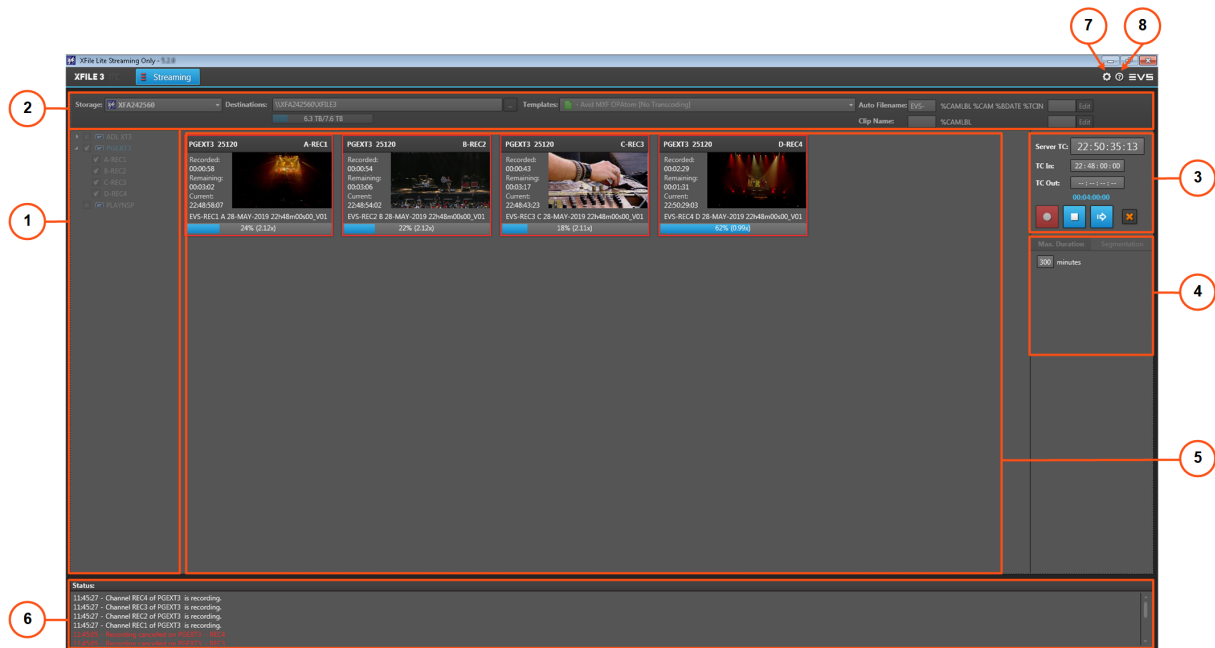 7 8
XFile Lite Streaming Only - 5.2.0
XFILE 3 LITE Streaming EVS
2
Storage: XFA242560 Destinations: \\XFA242560\XFILE3 ... Templates: - Avid MXF OPAtom [No Transcoding] Auto Filename: EVS- %CAMLBL %CAM %BDATE %TCIN Edit
6.3 TB/7.6 TB Clip Name: %CAMLBL Edit
1
ADL XT3
PGEXT3
A-REC1
B-REC2
C-REC3
D-REC4
PLAYNSP
PGEXT3 25120 A-REC1
Recorded:
00:00:58
Remaining:
00:03:02
Current:
22:48:58:07
EVS-REC1 A 28-MAY-2019 22h48m00s00_V01
24% (2.12x)
PGEXT3 25120 B-REC2
Recorded:
00:00:54
Remaining:
00:03:06
Current:
22:48:54:02
EVS-REC2 B 28-MAY-2019 22h48m00s00_V01
22% (2.12x)
PGEXT3 25120 C-REC3
Recorded:
00:00:43
Remaining:
00:03:17
Current:
22:48:43:23
EVS-REC3 C 28-MAY-2019 22h48m00s00_V01
18% (2.11x)
PGEXT3 25120 D-REC4
Recorded:
00:02:29
Remaining:
00:01:31
Current:
22:50:29:03
EVS-REC4 D 28-MAY-2019 22h48m00s00_V01
62% (0.99x)
Server TC: 22:50:35:13
TC In: 22:48:00:00
TC Out: --:--:--:--
00:04:00:00
3
Max. Duration Segmentation
300 minutes
4
5
Status:
11:45:27 - Channel REC4 of PGEXT3 is recording.
11:45:27 - Channel REC3 of PGEXT3 is recording.
11:45:27 - Channel REC2 of PGEXT3 is recording.
11:45:27 - Channel REC1 of PGEXT3 is recording.
Recording cancelled on PGEXT3 - REC4
6